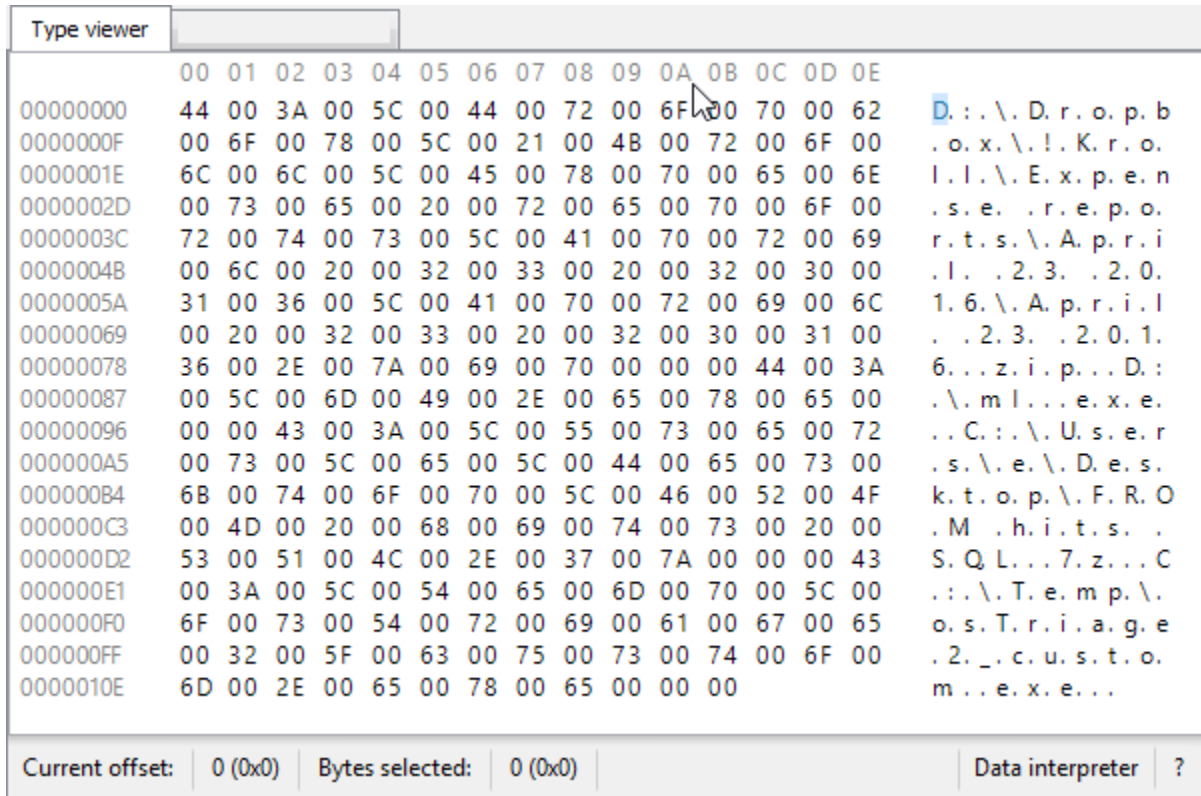 Type viewer
00 01 02 03 04 05 06 07 08 09 0A 0B 0C 0D 0E
00000000 44 00 3A 00 5C 00 44 00 72 00 6F 00 70 00 62 D. : . \ . D. r . o . p . b
0000000F 00 6F 00 78 00 5C 00 21 00 4B 00 72 00 6F 00 . o . x . \ . ! . K . r . o .
0000001E 6C 00 6C 00 5C 00 45 00 78 00 70 00 65 00 6E l . l . \ . E . x . p . e . n
0000002D 00 73 00 65 00 20 00 72 00 65 00 70 00 6F 00 . s . e .   . r . e . p . o .
0000003C 72 00 74 00 73 00 5C 00 41 00 70 00 72 00 69 r . t . s . \ . A . p . r . i
0000004B 00 6C 00 20 00 32 00 33 00 20 00 32 00 30 00 . l .   . 2 . 3 .   . 2 . 0 .
0000005A 31 00 36 00 5C 00 41 00 70 00 72 00 69 00 6C 1 . 6 . \ . A . p . r . i . l
00000069 00 20 00 32 00 33 00 20 00 32 00 30 00 31 00 .   . 2 . 3 .   . 2 . 0 . 1 .
00000078 36 00 2E 00 7A 00 69 00 70 00 00 00 44 00 3A 6 . . . z . i . p . . . D. :
00000087 00 5C 00 6D 00 49 00 2E 00 65 00 78 00 65 00 . \ . m I . . . e . x . e .
00000096 00 00 43 00 3A 00 5C 00 55 00 73 00 65 00 72 . . C . : . \ . U . s . e . r
000000A5 00 73 00 5C 00 65 00 5C 00 44 00 65 00 73 00 . s . \ . e . \ . D. e . s .
000000B4 6B 00 74 00 6F 00 70 00 5C 00 46 00 52 00 4F k . t . o . p . \ . F . R . O
000000C3 00 4D 00 20 00 68 00 69 00 74 00 73 00 20 00 . M .   . h . i . t . s .   .
000000D2 53 00 51 00 4C 00 2E 00 37 00 7A 00 00 00 43 S . Q. L . . . 7 . z . . . C
000000E1 00 3A 00 5C 00 54 00 65 00 6D 00 70 00 5C 00 . : . \ . T . e . m p . \ .
000000F0 6F 00 73 00 54 00 72 00 69 00 61 00 67 00 65 o . s . T . r . i . a . g . e
000000FF 00 32 00 5F 00 63 00 75 00 73 00 74 00 6F 00 . 2 . _ . c . u . s . t . o .
0000010E 6D 00 2E 00 65 00 78 00 65 00 00 00 m . . . e . x . e . . .
Current offset: 0 (0x0) Bytes selected: 0 (0x0) Data interpreter ?